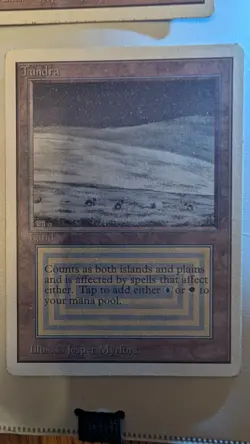 Tundra
Land
Counts as both islands and plains
and is affected by spells that affect
either. Tap to add either or to
your mana pool.
Illus. © Jesper Myrfors